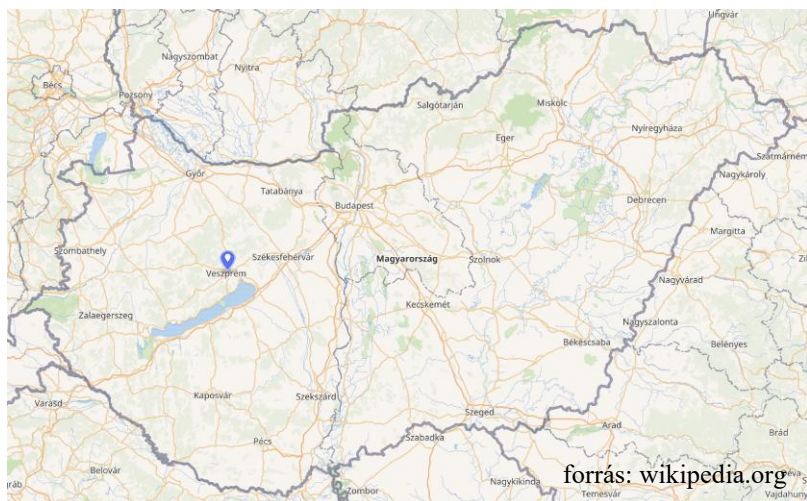 Ungvár
Nagyszombat
Nyitra
Bécs
Pozsony
Salgótarján
Miskolc
Eger
Nyíregyháza
Szatmárném
Nagykároly
Győr
Tatabánya
Budapest
Debrecen
Margitta
Szombathely
Székesfehérvár
Magyarország
Szolnok
Veszprém
Nagyvárad
Zalaegerszeg
Kecskemét
Nagyszalonta
Békéscsaba
Belényes
Kaposvár
Szekszárd
Varasd
Szeged
Arad
Pécs
Szabadka
Brád
Belovár
forrás: wikipedia.org
Zombor
Nagykikinda
Temesvár
Vajdahuny